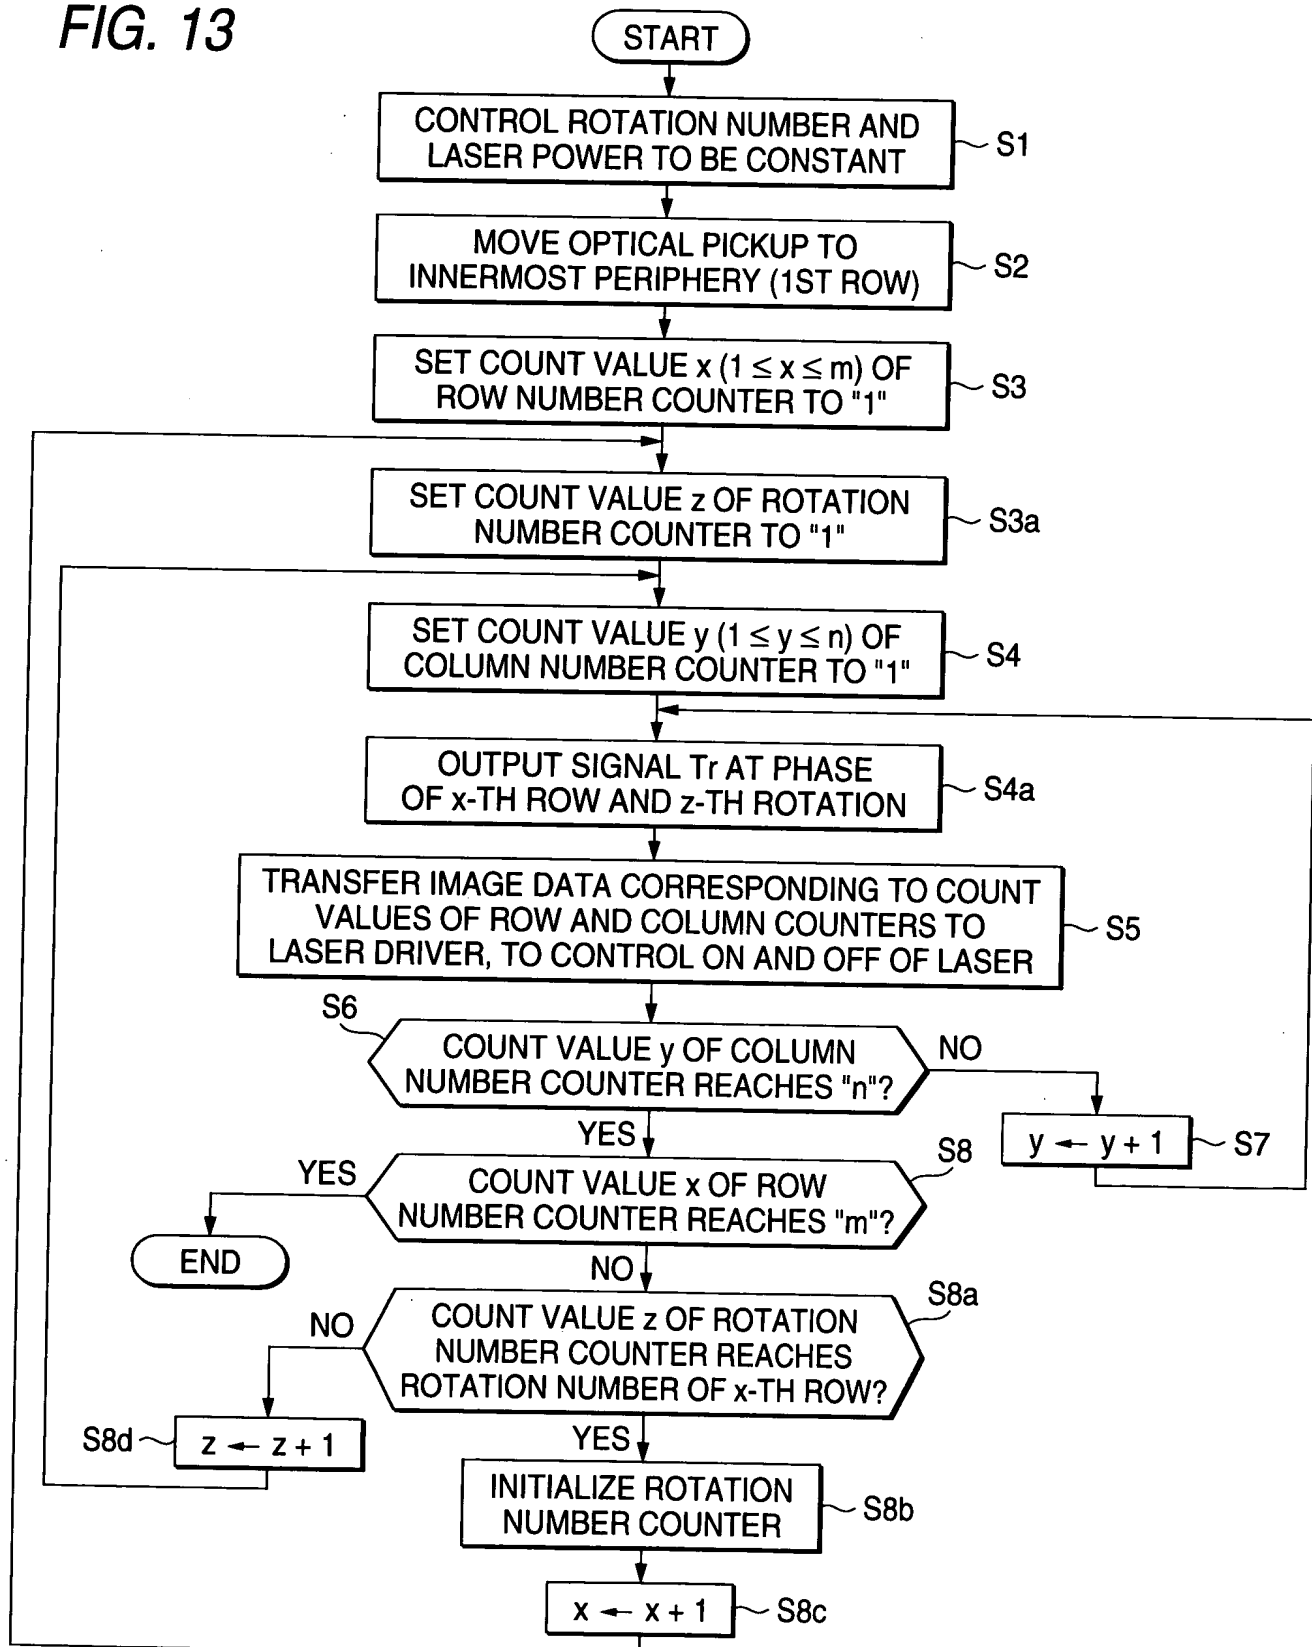 FIG. 13
START
CONTROL ROTATION NUMBER AND
LASER POWER TO BE CONSTANT
S1
MOVE OPTICAL PICKUP TO
INNERMOST PERIPHERY (1ST ROW)
S2
SET COUNT VALUE x (1 ≤ x ≤ m) OF
ROW NUMBER COUNTER TO "1"
S3
SET COUNT VALUE z OF ROTATION
NUMBER COUNTER TO "1"
S3a
SET COUNT VALUE y (1 ≤ y ≤ n) OF
COLUMN NUMBER COUNTER TO "1"
S4
OUTPUT SIGNAL Tr AT PHASE
OF x-TH ROW AND z-TH ROTATION
S4a
TRANSFER IMAGE DATA CORRESPONDING TO COUNT
VALUES OF ROW AND COLUMN COUNTERS TO
LASER DRIVER, TO CONTROL ON AND OFF OF LASER
S5
S6
COUNT VALUE y OF COLUMN
NUMBER COUNTER REACHES "n"?
NO
YES
y ← y + 1
S7
S8
YES
COUNT VALUE x OF ROW
NUMBER COUNTER REACHES "m"?
END
NO
S8a
NO
COUNT VALUE z OF ROTATION
NUMBER COUNTER REACHES
ROTATION NUMBER OF x-TH ROW?
S8d
z ← z + 1
YES
INITIALIZE ROTATION
NUMBER COUNTER
S8b
x ← x + 1
S8c